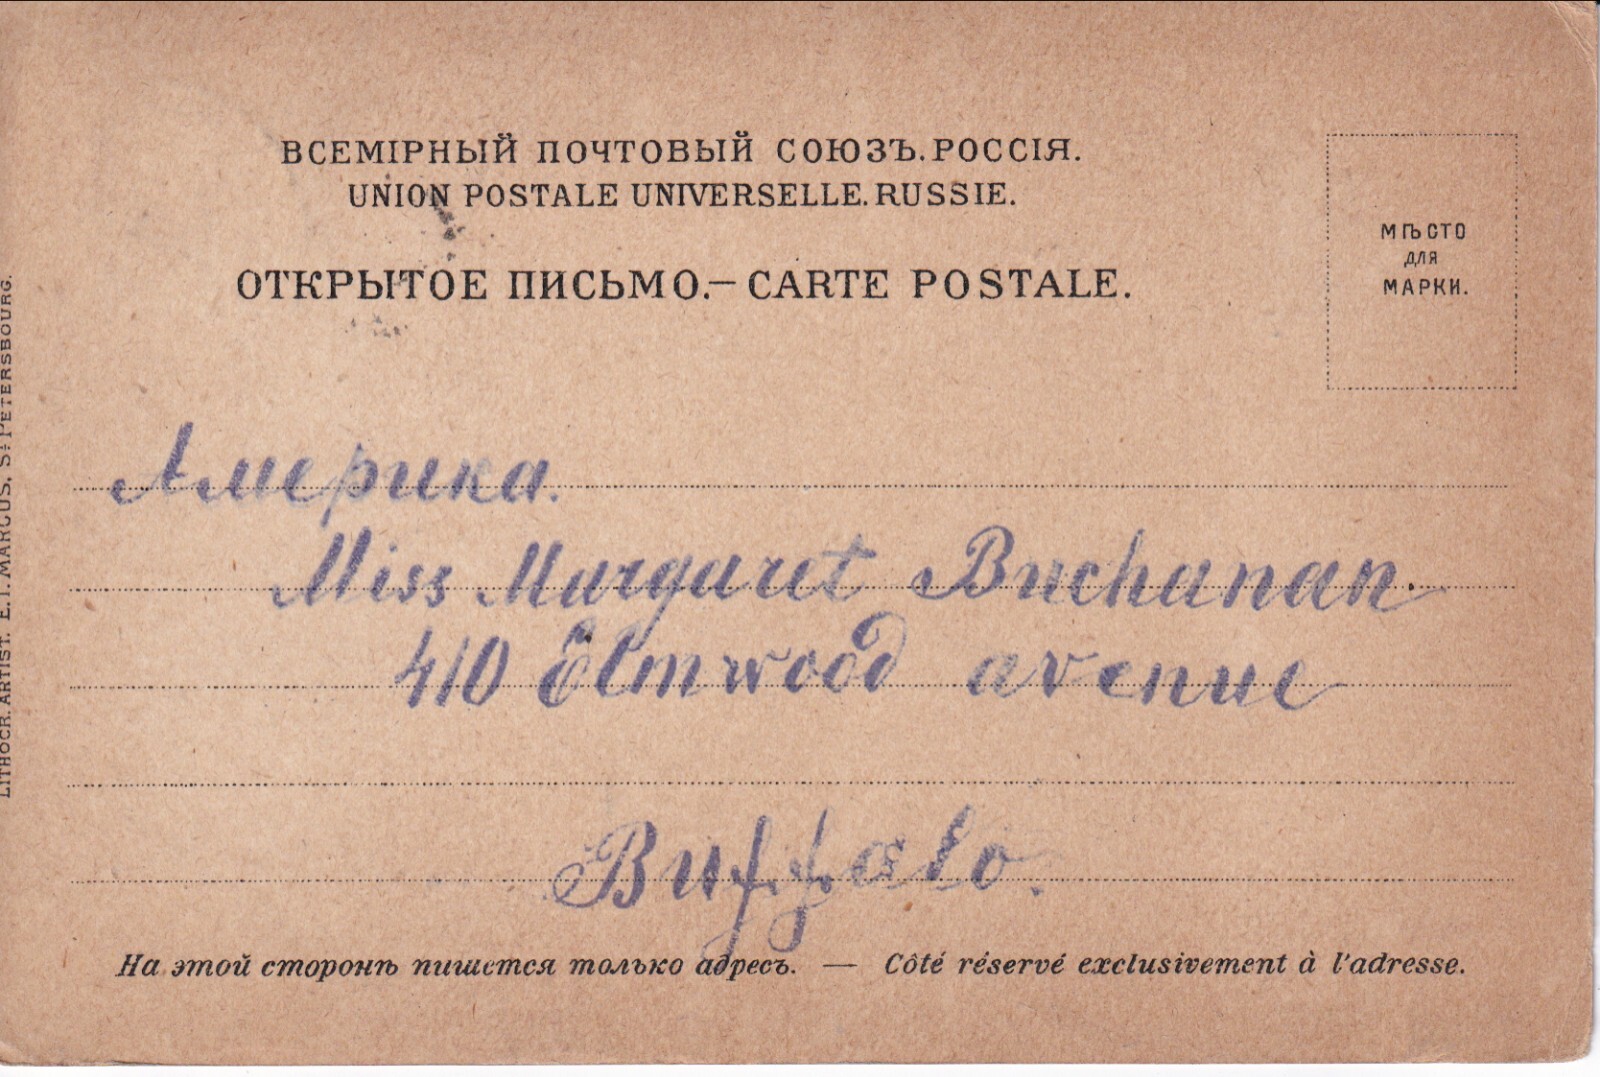 ВСЕМІРНЫЙ ПОЧТОВЫЙ СОЮЗЪ.РОССІЯ.
UNION POSTALE UNIVERSELLE.RUSSIE.
ОТКРЫТОЕ ПИСЬМО.— CARTE POSTALE.
МѢСТО
ДЛЯ
МАРКИ.
Америка.
Miss Margaret Buchanan.
410 Elmwood avenue
Buffalo.
На этой сторонѣ пишется только адресъ. — Côté réservé exclusivement à l'adresse.
LITHOGR. ARTIST. E. I. MARCUS, St PETERSBOURG.